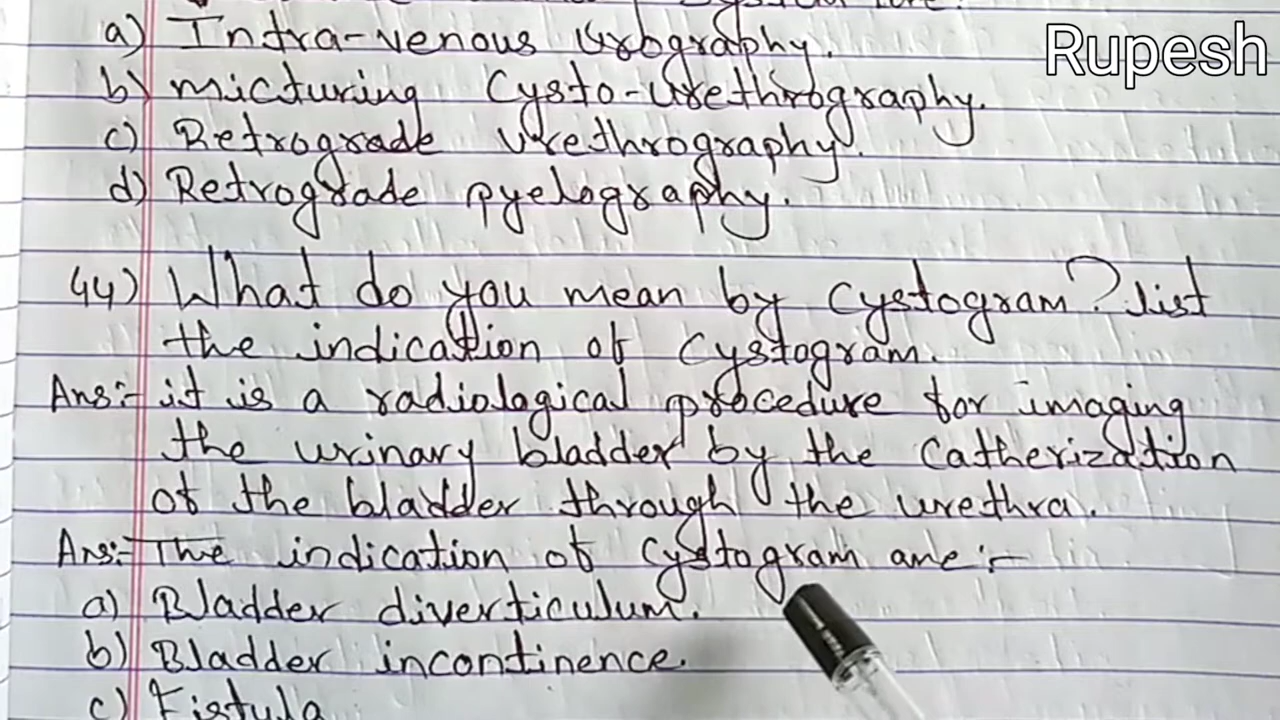 a) Intra-venous Urography.
Rupesh
b) micturing Cysto-urethrography.
c) Retrograde Urethrography.
d) Retrograde pyelography.
44) What do you mean by Cystogram? list
the indication of Cystogram.
Ans:- it is a radiological procedure for imaging
the urinary bladder by the Catherization
of the bladder through the urethra.
Ans:- The indication of Cystogram are:-
a) Bladder diverticulum.
b) Bladder incontinence.
c) Fistula